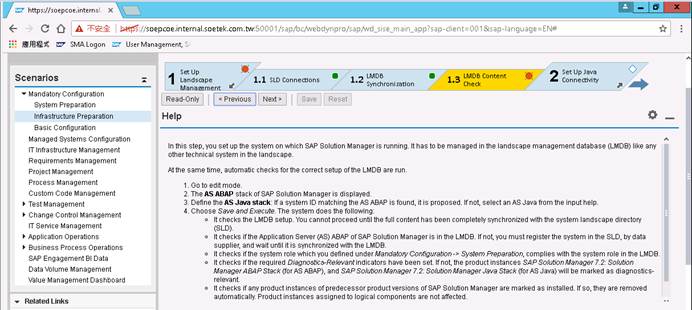 不安全 https://soepcoe.internal.soetek.com.tw:50001/sap/bc/webdynpro/sap/wd_sise_main_app?sap-client=001&sap-language=EN#
應用程式 SMA Logon User Management, S
Scenarios
Mandatory Configuration
System Preparation
Infrastructure Preparation
Basic Configuration
Managed Systems Configuration
IT Infrastructure Management
Requirements Management
Project Management
Process Management
Custom Code Management
Test Management
Change Control Management
IT Service Management
Application Operations
Business Process Operations
SAP Engagement BI Data
Data Volume Management
Value Management Dashboard
Related Links
1 Set Up Landscape Management
1.1 SLD Connections
1.2 LMDB Synchronization
1.3 LMDB Content Check
2 Set Up Java Connectivity
Read-Only < Previous Next > Save Reset
Help
In this step, you set up the system on which SAP Solution Manager is running. It has to be managed in the landscape management database (LMDB) like any
other technical system in the landscape.
At the same time, automatic checks for the correct setup of the LMDB are run.
1. Go to edit mode.
2. The AS ABAP stack of SAP Solution Manager is displayed.
3. Define the AS Java stack: If a system ID matching the AS ABAP is found, it is proposed. If not, select an AS Java from the input help.
4. Choose Save and Execute. The system does the following:
It checks the LMDB setup. You cannot proceed until the full content has been completely synchronized with the system landscape directory
(SLD).
It checks if the Application Server (AS) ABAP of SAP Solution Manager is in the LMDB. If not, you must register the system in the SLD, by data
supplier, and wait until it is synchronized with the LMDB.
It checks if the system role which you defined under Mandatory Configuration -> System Preparation, complies with the system role in the LMDB.
It checks if the required Diagnostics-Relevant indicators have been set. If not, the product instances SAP Solution Manager 7.2: Solution
Manager ABAP Stack (for AS ABAP), and SAP Solution Manager 7.2: Solution Manager Java Stack (for AS Java) will be marked as diagnostics-
relevant.
It checks if any product instances of predecessor product versions of SAP Solution Manager are marked as installed. If so, they are removed
automatically. Product instances assigned to logical components are not affected.